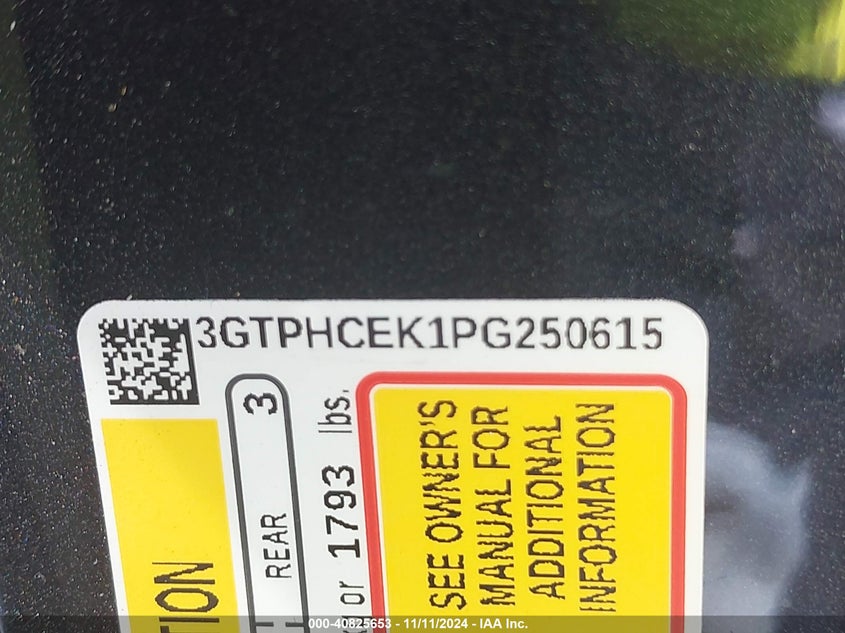 3GTPHCEK1PG250615
REAR 3
or 1793 lbs.
SEE OWNER'S
MANUAL FOR
ADDITIONAL
INFORMATION
000-40825653 - 11/11/2024 - IAA Inc.